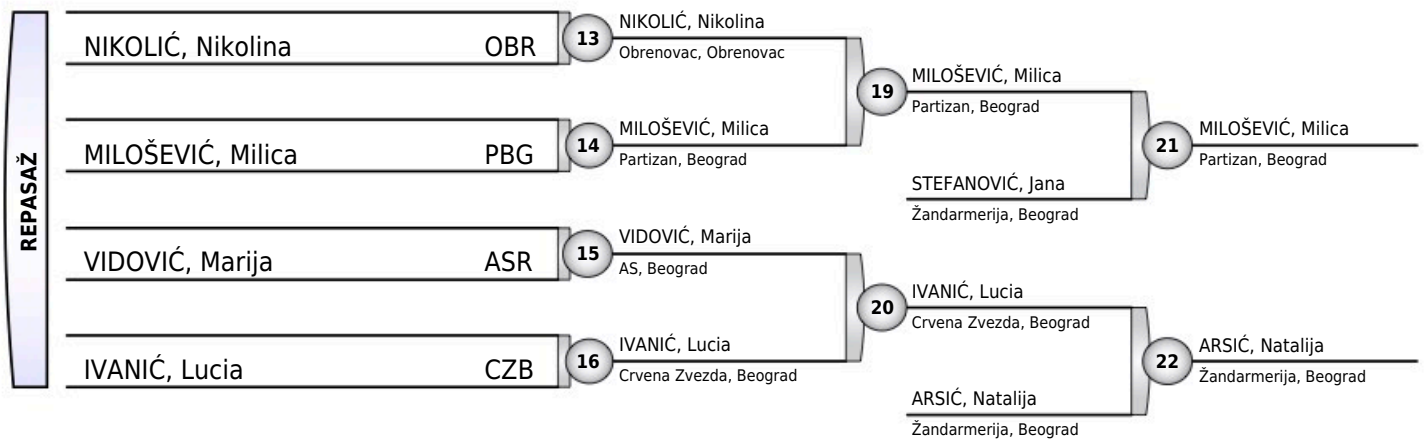 REPASAŽ
NIKOLIĆ, Nikolina OBR
13
NIKOLIĆ, Nikolina
Obrenovac, Obrenovac
MILOŠEVIĆ, Milica PBG
14
MILOŠEVIĆ, Milica
Partizan, Beograd
VIDOVIĆ, Marija ASR
15
VIDOVIĆ, Marija
AS, Beograd
IVANIĆ, Lucia CZB
16
IVANIĆ, Lucia
Crvena Zvezda, Beograd
19
MILOŠEVIĆ, Milica
Partizan, Beograd
STEFANOVIĆ, Jana
Žandarmerija, Beograd
20
IVANIĆ, Lucia
Crvena Zvezda, Beograd
ARSIĆ, Natalija
Žandarmerija, Beograd
21
MILOŠEVIĆ, Milica
Partizan, Beograd
22
ARSIĆ, Natalija
Žandarmerija, Beograd